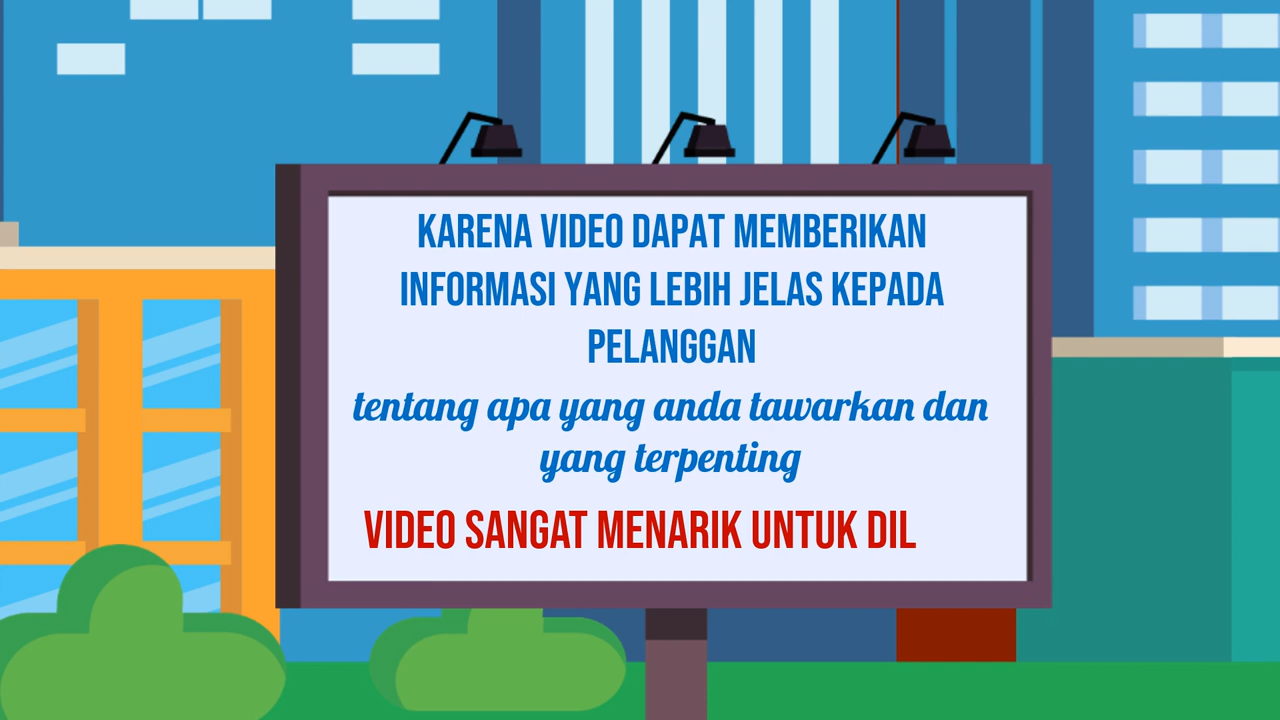 KARENA VIDEO DAPAT MEMBERIKAN
INFORMASI YANG LEBIH JELAS KEPADA
PELANGGAN
tentang apa yang anda tawarkan dan
yang terpenting
VIDEO SANGAT MENARIK UNTUK DIL